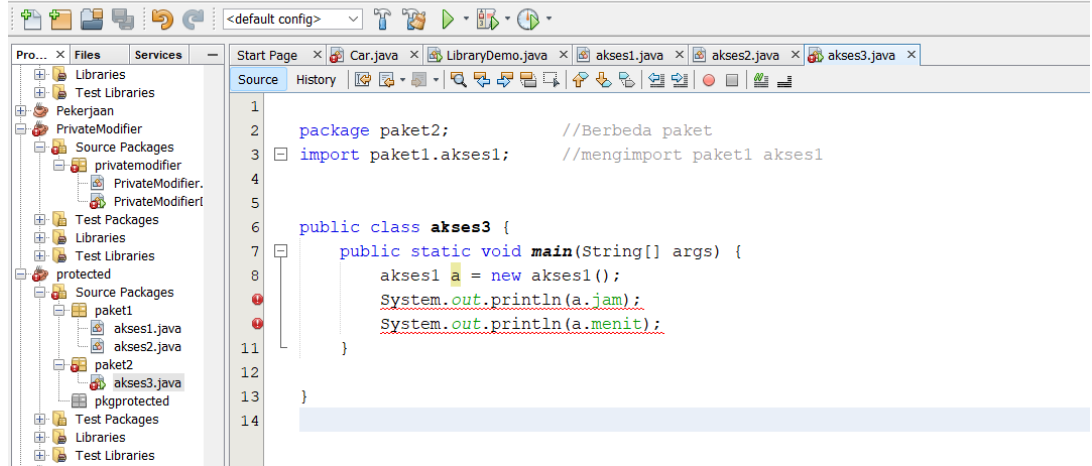 <default config>
Pro... × Files Services –
Start Page × Car.java × LibraryDemo.java × akses1.java × akses2.java × akses3.java ×
Source History
Libraries
Test Libraries
Pekerjaan
PrivateModifier
Source Packages
privatemodifier
PrivateModifier.
PrivateModifierD
Test Packages
Libraries
Test Libraries
protected
Source Packages
paket1
akses1.java
akses2.java
paket2
akses3.java
pkgprotected
Test Packages
Libraries
Test Libraries
1
2 package paket2; //Berbeda paket
3 import paket1.akses1; //mengimport paket1 akses1
4
5
6 public class akses3 {
7 public static void main(String[] args) {
8 akses1 a = new akses1();
System.out.println(a.jam);
System.out.println(a.menit);
11 }
12
13 }
14